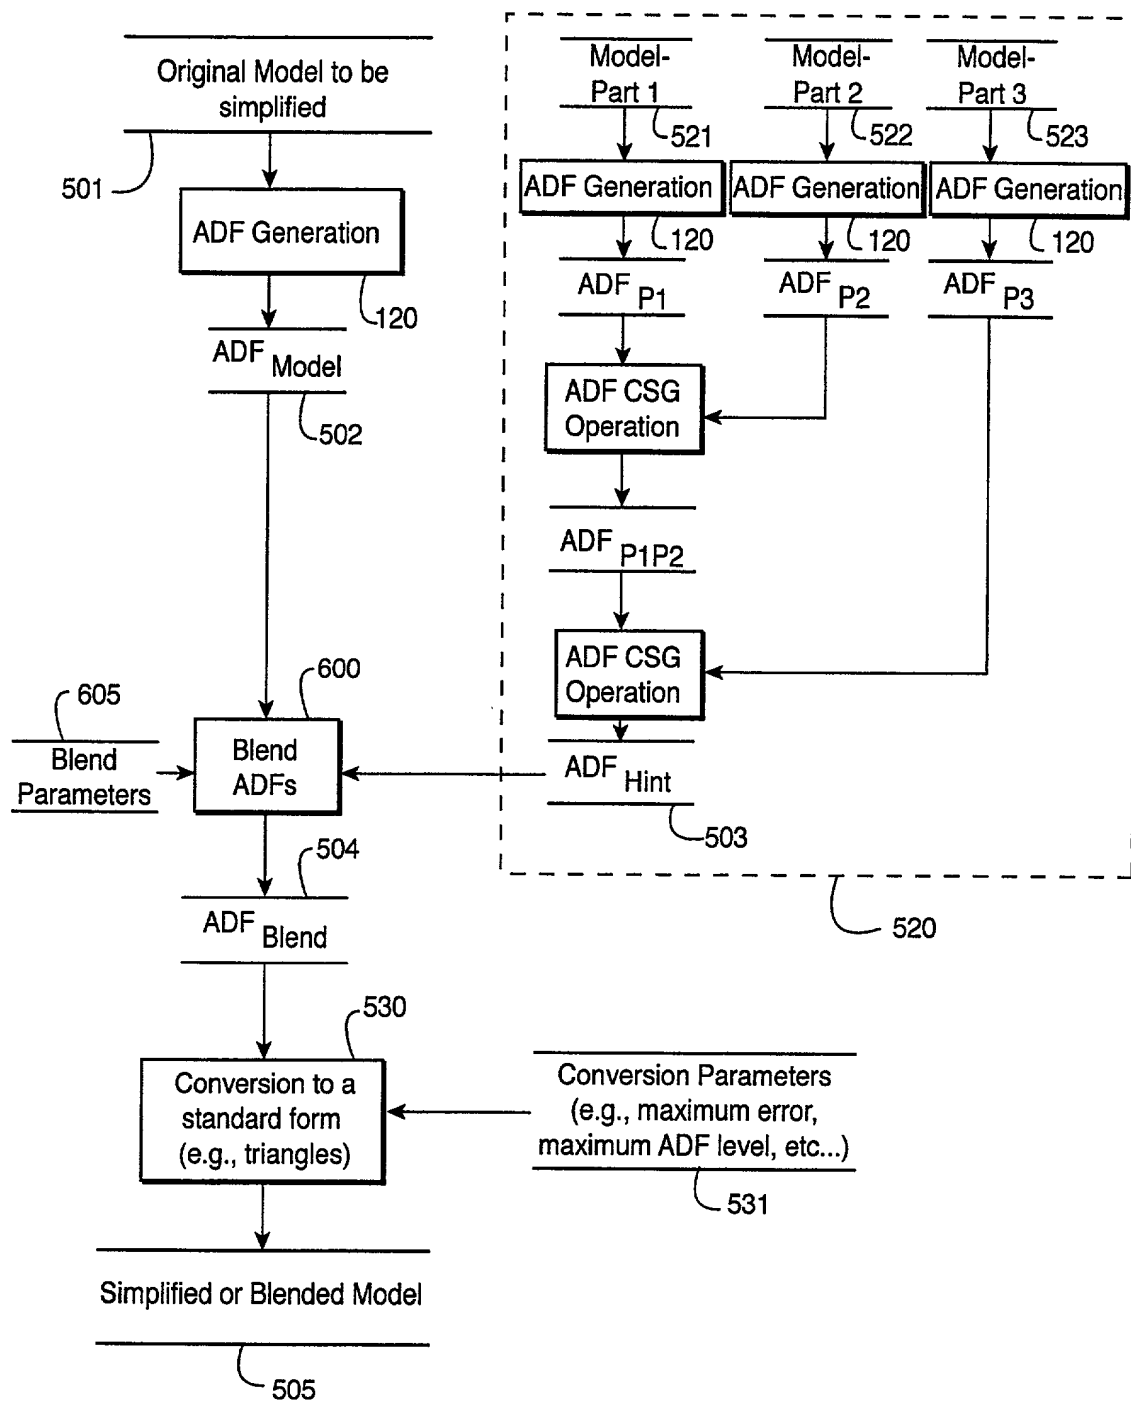 Original Model to be
simplified
501
ADF Generation
120
ADF Model
502
Model-
Part 1
521
Model-
Part 2
522
Model-
Part 3
523
ADF Generation
120
ADF Generation
120
ADF Generation
120
ADF P1
ADF P2
ADF P3
ADF CSG
Operation
ADF P1P2
ADF CSG
Operation
ADF Hint
503
520
605
Blend
Parameters
600
Blend
ADFs
504
ADF Blend
530
Conversion to a
standard form
(e.g., triangles)
Conversion Parameters
(e.g., maximum error,
maximum ADF level, etc...)
531
Simplified or Blended Model
505